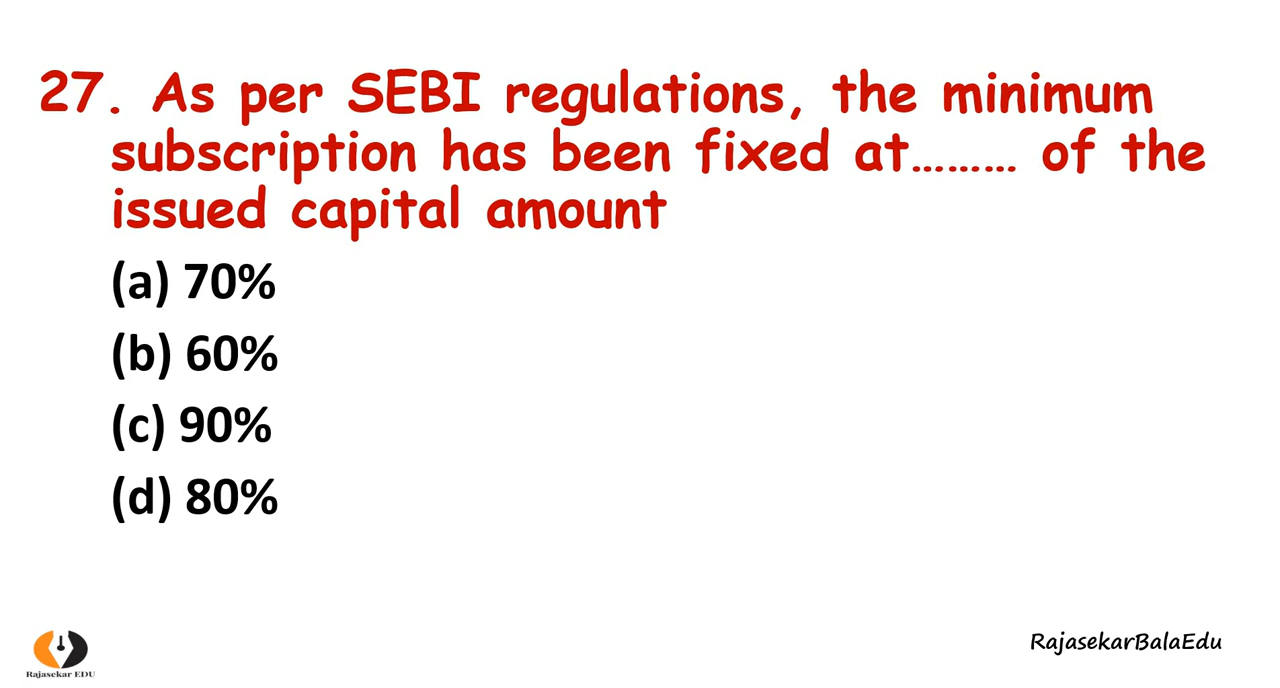 27. As per SEBI regulations, the minimum
subscription has been fixed at......... of the
issued capital amount
(a) 70%
(b) 60%
(c) 90%
(d) 80%
RajasekarBalaEdu
Rajasekar EDU